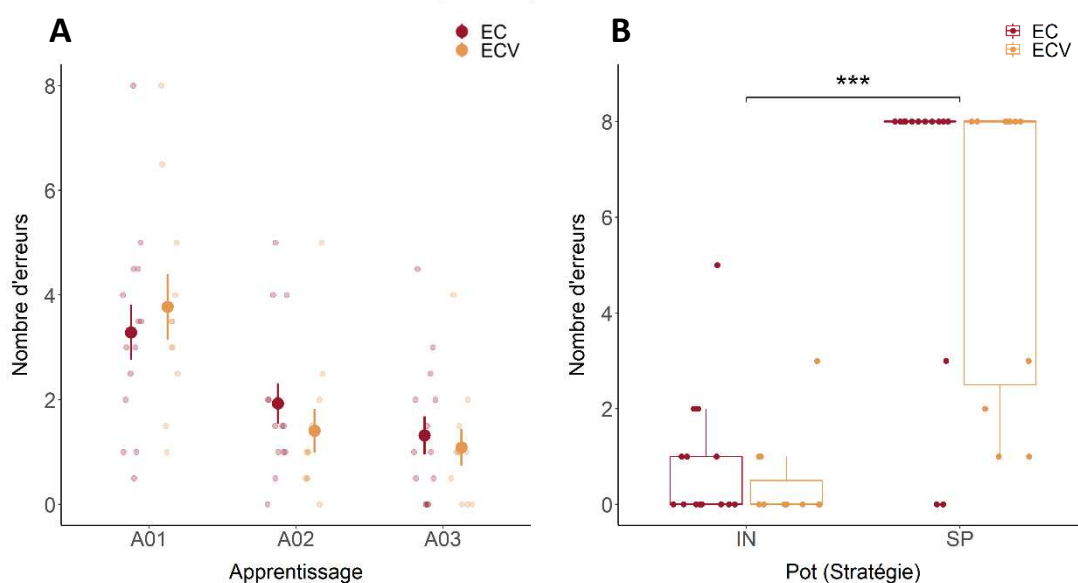 A
EC
ECV
Nombre d'erreurs
8
6
4
2
0
A01
A02
A03
Apprentissage
B
EC
ECV
***
Nombre d'erreurs
8
6
4
2
0
IN
SP
Pot (Stratégie)